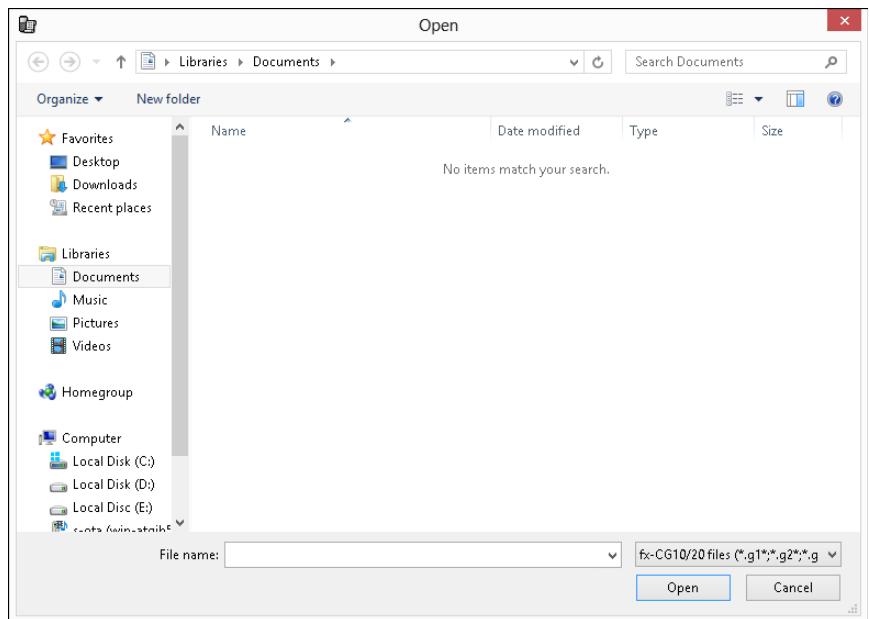 Open
Libraries Documents
Search Documents
Organize New folder
Name Date modified Type Size
No items match your search.
Favorites
Desktop
Downloads
Recent places
Libraries
Documents
Music
Pictures
Videos
Homegroup
Computer
Local Disk (C:)
Local Disk (D:)
Local Disc (E:)
File name:
fx-CG10/20 files (*.g1*;*.g2*;*.g
Open Cancel